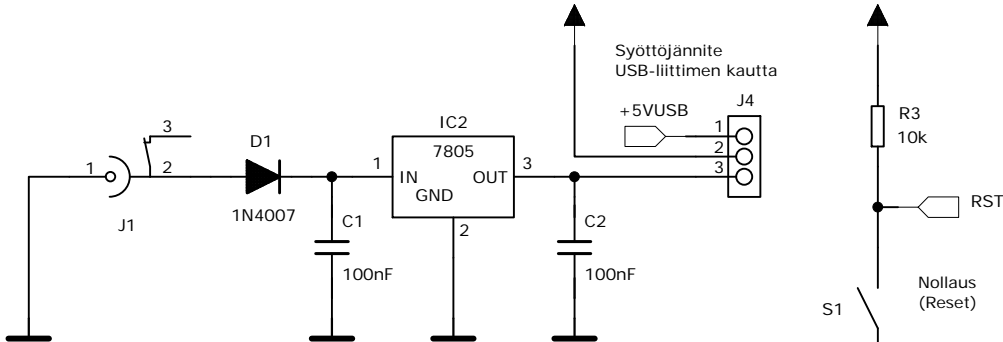 Syöttöjännite
USB-liittimen kautta
+5VUSB
J4
1
2
3
R3
10k
RST
3
1
2
J1
D1
1N4007
IC2
7805
1
IN
OUT
3
GND
2
C1
100nF
C2
100nF
Nollaus
(Reset)
S1